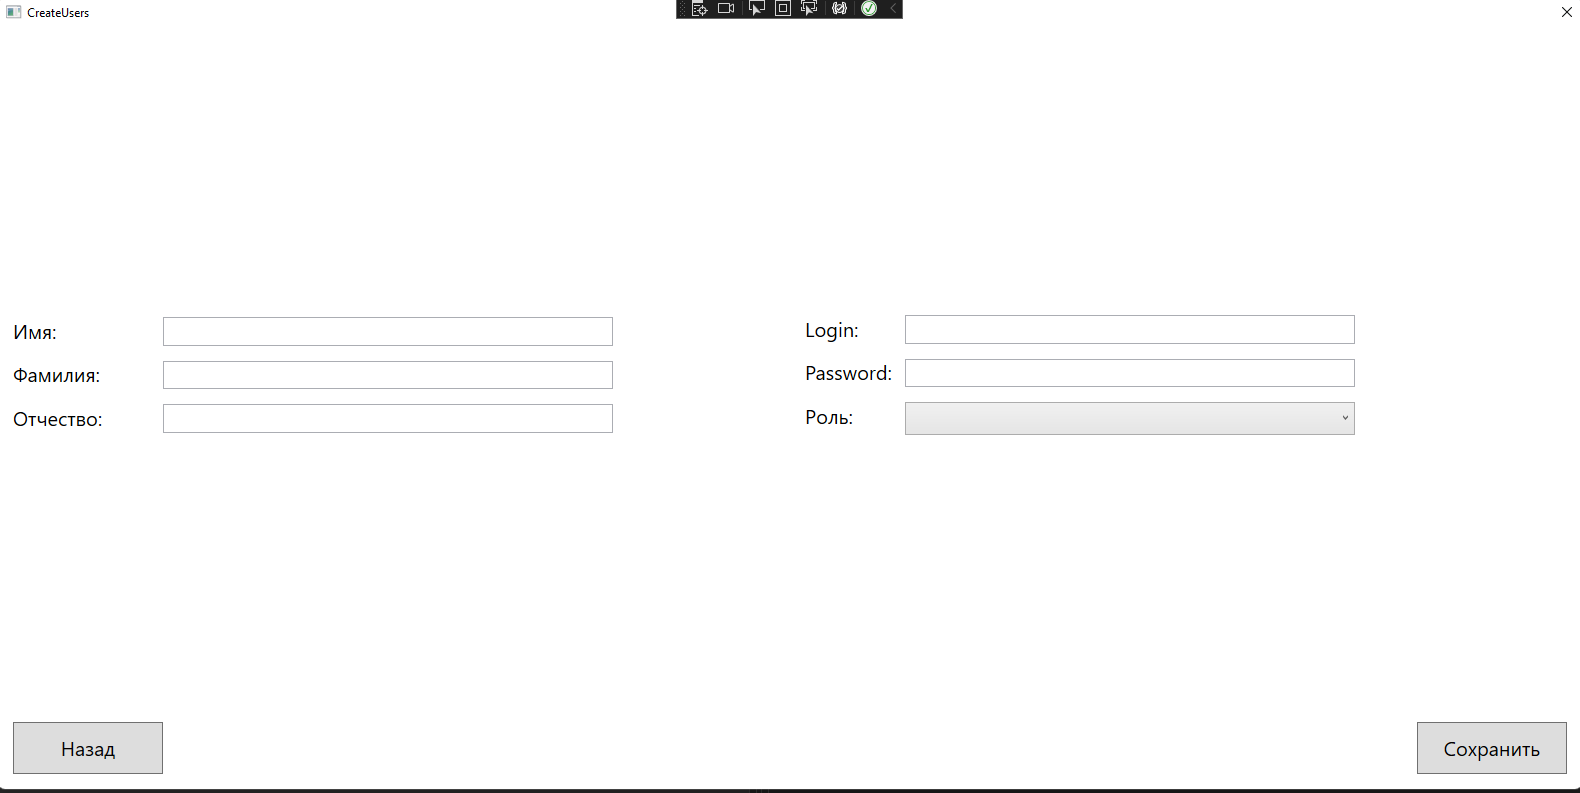 CreateUsers
Имя:
Фамилия:
Отчество:
Login:
Password:
Роль:
Назад
Сохранить